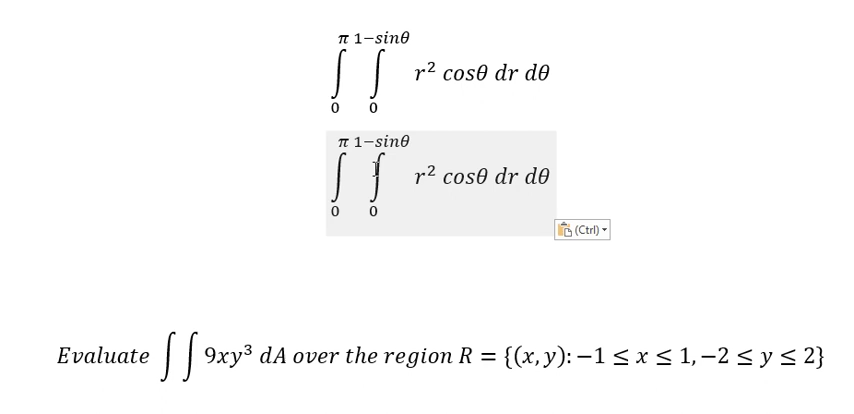 ∫₀^π ∫₀^(1−sinθ) r² cosθ dr dθ
∫₀^π ∫₀^(1−sinθ) r² cosθ dr dθ
(Ctrl)
Evaluate ∫∫ 9xy³ dA over the region R = {(x, y): −1 ≤ x ≤ 1, −2 ≤ y ≤ 2}